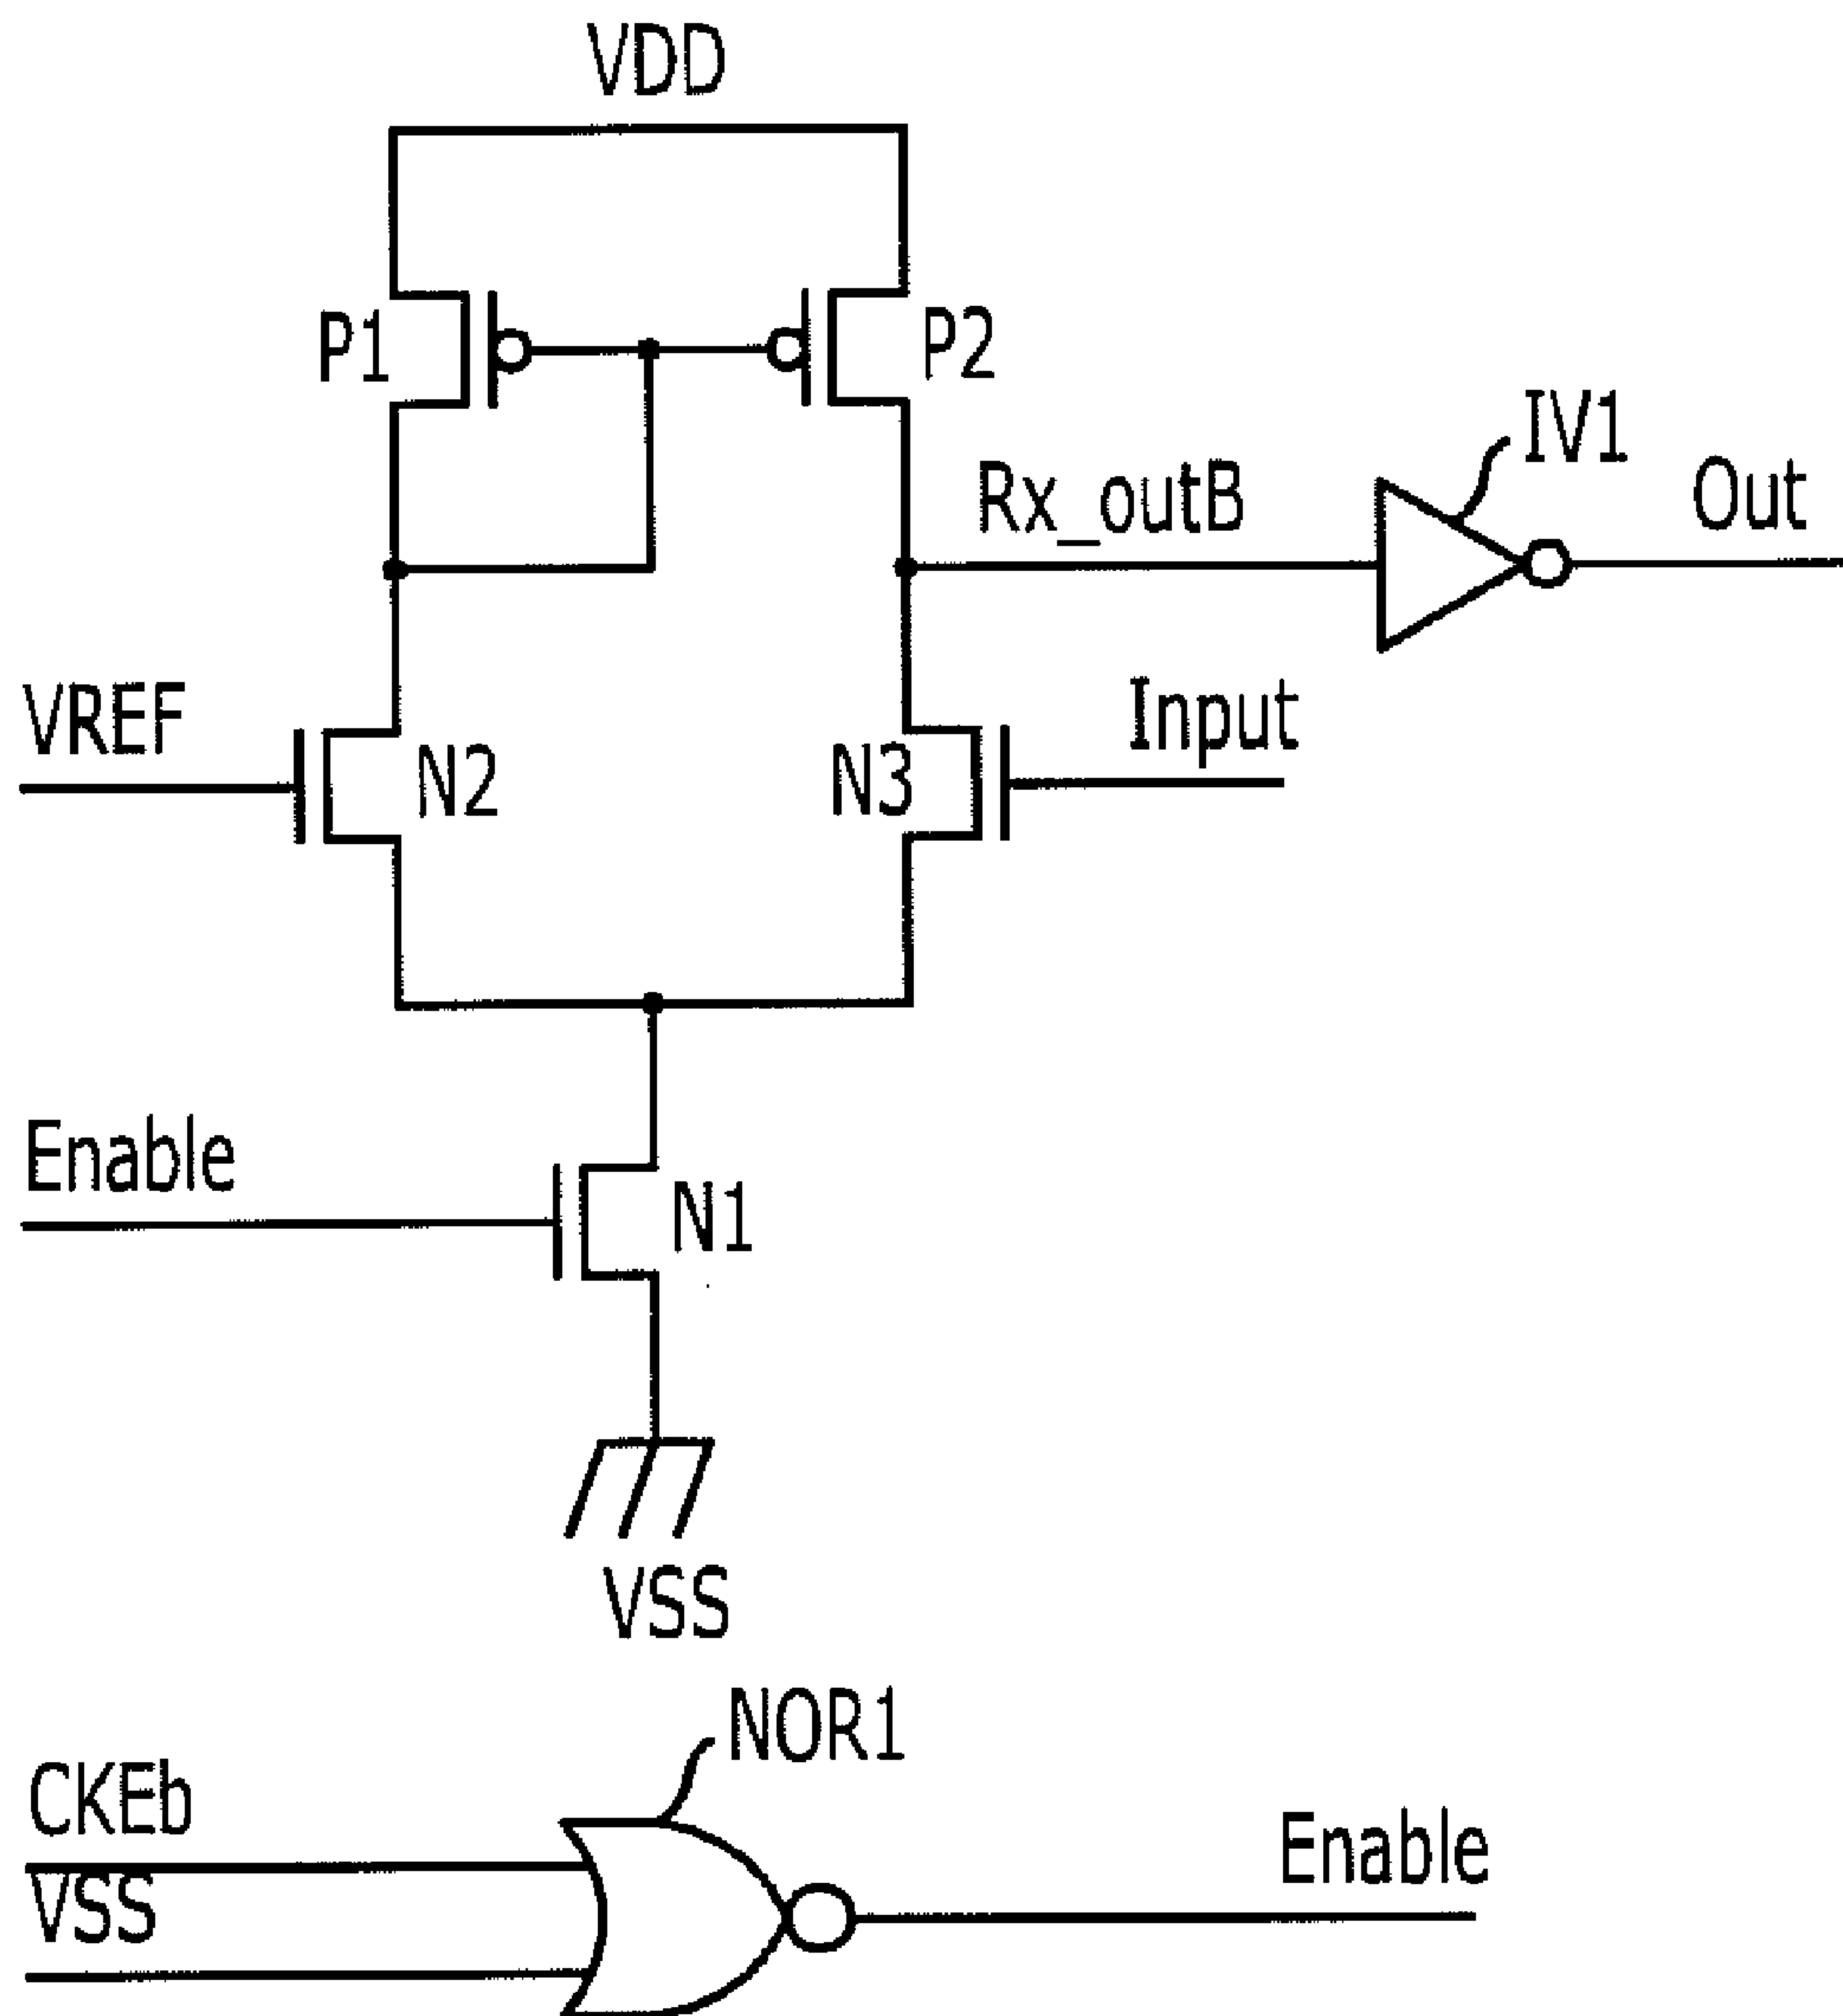 VDD
P1
P2
IV1
Rx_outB
Out
VREF
N2
N3
Input
Enable
N1
VSS
NOR1
CKEb
VSS
Enable